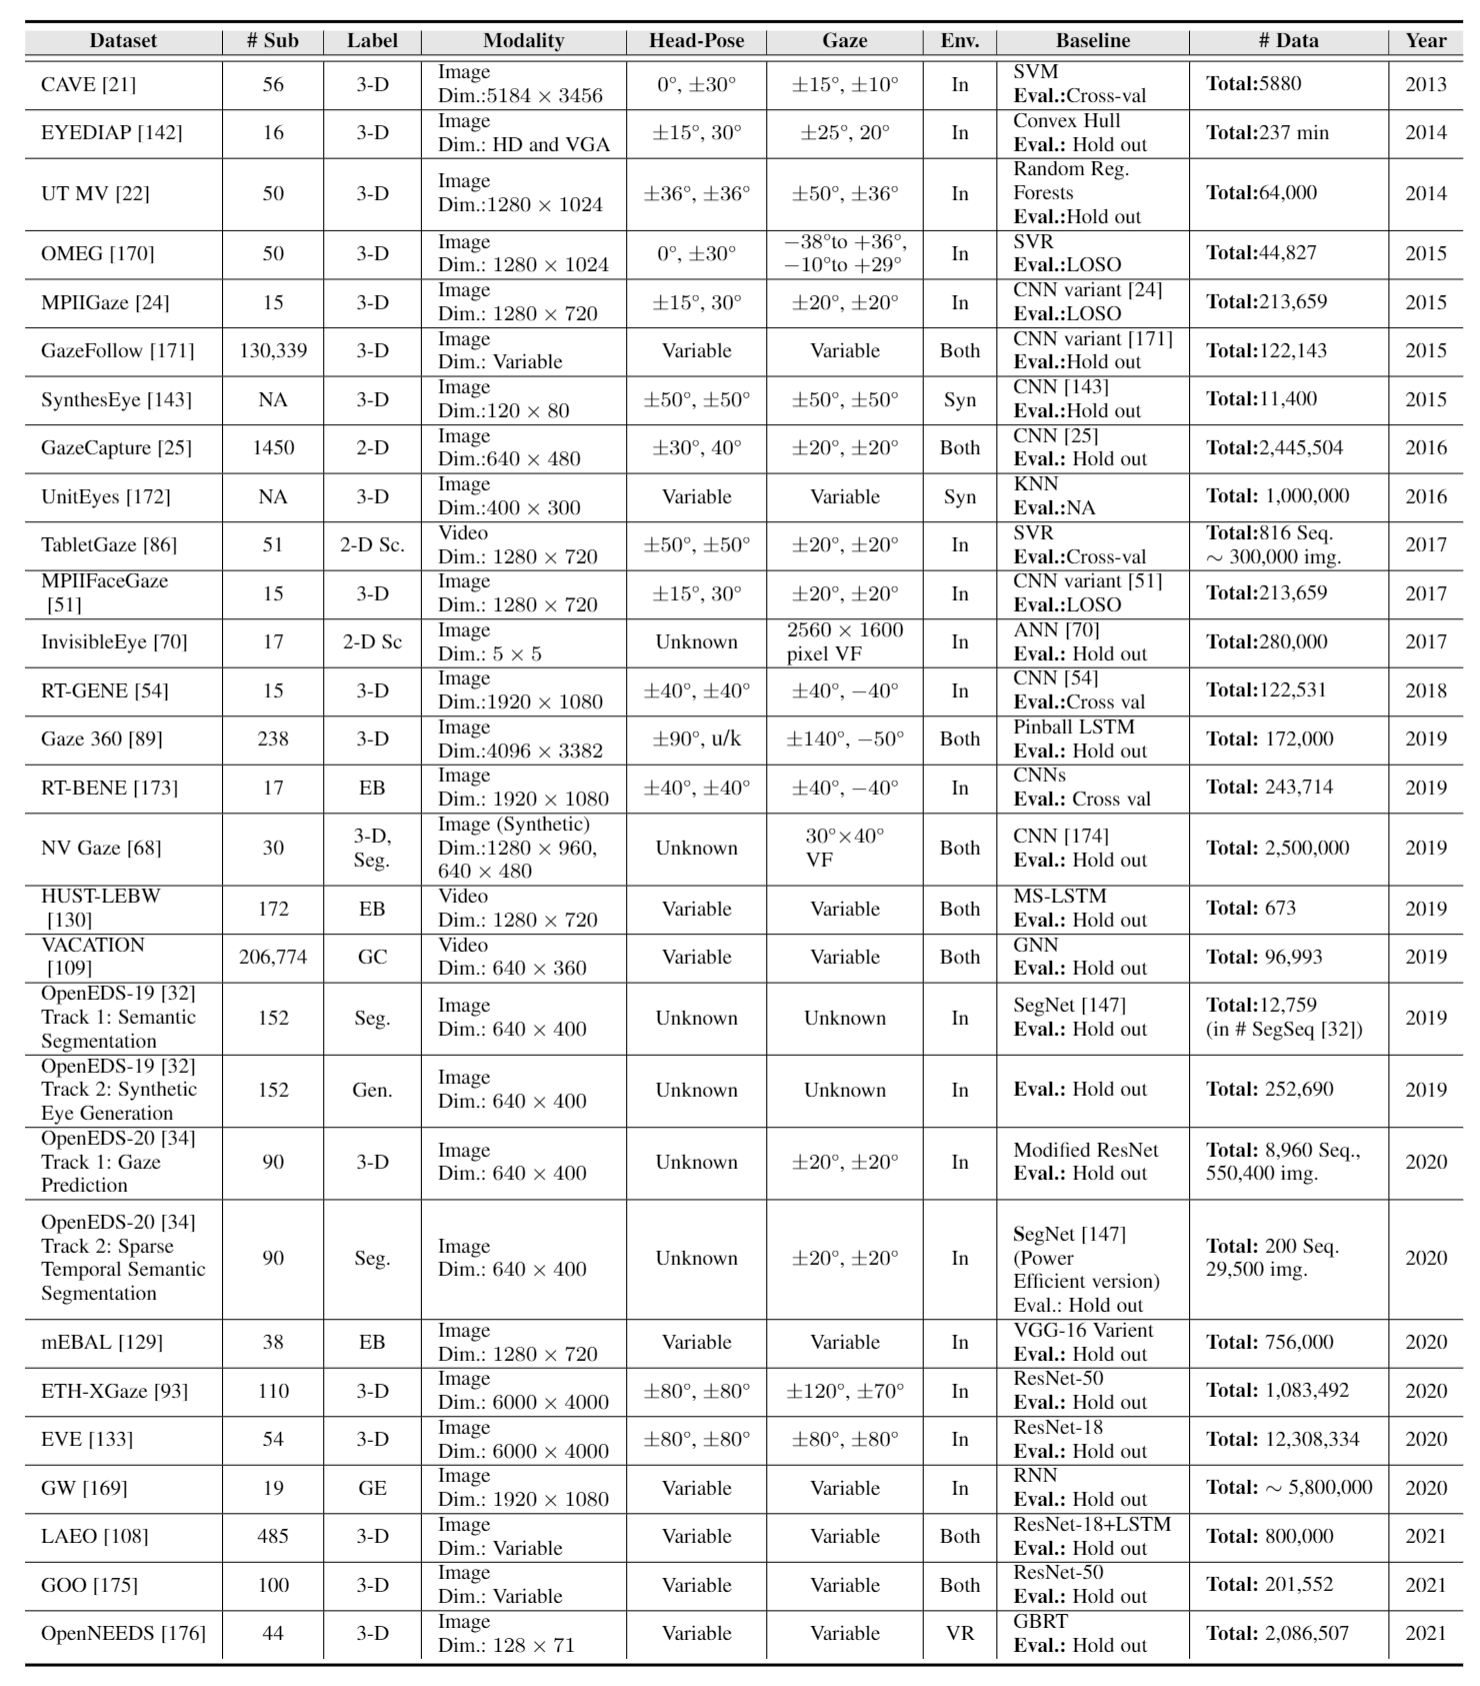 Dataset # Sub Label Modality Head-Pose Gaze Env. Baseline # Data Year
CAVE [21] 56 3-D Image Dim.:5184 × 3456 0°, ±30° ±15°, ±10° In SVM Eval.:Cross-val Total:5880 2013
EYEDIAP [142] 16 3-D Image Dim.: HD and VGA ±15°, 30° ±25°, 20° In Convex Hull Eval.: Hold out Total:237 min 2014
UT MV [22] 50 3-D Image Dim.:1280 × 1024 ±36°, ±36° ±50°, ±36° In Random Reg. Forests Eval.:Hold out Total:64,000 2014
OMEG [170] 50 3-D Image Dim.: 1280 × 1024 0°, ±30° −38°to +36°, −10°to +29° In SVR Eval.:LOSO Total:44,827 2015
MPIIGaze [24] 15 3-D Image Dim.: 1280 × 720 ±15°, 30° ±20°, ±20° In CNN variant [24] Eval.:LOSO Total:213,659 2015
GazeFollow [171] 130,339 3-D Image Dim.: Variable Variable Variable Both CNN variant [171] Eval.:Hold out Total:122,143 2015
SynthesEye [143] NA 3-D Image Dim.:120 × 80 ±50°, ±50° ±50°, ±50° Syn CNN [143] Eval.:Hold out Total:11,400 2015
GazeCapture [25] 1450 2-D Image Dim.:640 × 480 ±30°, 40° ±20°, ±20° Both CNN [25] Eval.: Hold out Total:2,445,504 2016
UnitEyes [172] NA 3-D Image Dim.:400 × 300 Variable Variable Syn KNN Eval.:NA Total: 1,000,000 2016
TabletGaze [86] 51 2-D Sc. Video Dim.: 1280 × 720 ±50°, ±50° ±20°, ±20° In SVR Eval.:Cross-val Total:816 Seq. ∼ 300,000 img. 2017
MPIIFaceGaze [51] 15 3-D Image Dim.: 1280 × 720 ±15°, 30° ±20°, ±20° In CNN variant [51] Eval.:LOSO Total:213,659 2017
InvisibleEye [70] 17 2-D Sc Image Dim.: 5 × 5 Unknown 2560 × 1600 pixel VF In ANN [70] Eval.: Hold out Total:280,000 2017
RT-GENE [54] 15 3-D Image Dim.:1920 × 1080 ±40°, ±40° ±40°, −40° In CNN [54] Eval.:Cross val Total:122,531 2018
Gaze 360 [89] 238 3-D Image Dim.:4096 × 3382 ±90°, u/k ±140°, −50° Both Pinball LSTM Eval.: Hold out Total: 172,000 2019
RT-BENE [173] 17 EB Image Dim.: 1920 × 1080 ±40°, ±40° ±40°, −40° In CNNs Eval.: Cross val Total: 243,714 2019
NV Gaze [68] 30 3-D, Seg. Image (Synthetic) Dim.:1280 × 960, 640 × 480 Unknown 30°×40° VF Both CNN [174] Eval.: Hold out Total: 2,500,000 2019
HUST-LEBW [130] 172 EB Video Dim.: 1280 × 720 Variable Variable Both MS-LSTM Eval.: Hold out Total: 673 2019
VACATION [109] 206,774 GC Video Dim.: 640 × 360 Variable Variable Both GNN Eval.: Hold out Total: 96,993 2019
OpenEDS-19 [32] Track 1: Semantic Segmentation 152 Seg. Image Dim.: 640 × 400 Unknown Unknown In SegNet [147] Eval.: Hold out Total:12,759 (in # SegSeq [32]) 2019
OpenEDS-19 [32] Track 2: Synthetic Eye Generation 152 Gen. Image Dim.: 640 × 400 Unknown Unknown In Eval.: Hold out Total: 252,690 2019
OpenEDS-20 [34] Track 1: Gaze Prediction 90 3-D Image Dim.: 640 × 400 Unknown ±20°, ±20° In Modified ResNet Eval.: Hold out Total: 8,960 Seq., 550,400 img. 2020
OpenEDS-20 [34] Track 2: Sparse Temporal Semantic Segmentation 90 Seg. Image Dim.: 640 × 400 Unknown ±20°, ±20° In SegNet [147] (Power Efficient version) Eval.: Hold out Total: 200 Seq. 29,500 img. 2020
mEBAL [129] 38 EB Image Dim.: 1280 × 720 Variable Variable In VGG-16 Varient Eval.: Hold out Total: 756,000 2020
ETH-XGaze [93] 110 3-D Image Dim.: 6000 × 4000 ±80°, ±80° ±120°, ±70° In ResNet-50 Eval.: Hold out Total: 1,083,492 2020
EVE [133] 54 3-D Image Dim.: 6000 × 4000 ±80°, ±80° ±80°, ±80° In ResNet-18 Eval.: Hold out Total: 12,308,334 2020
GW [169] 19 GE Image Dim.: 1920 × 1080 Variable Variable In RNN Eval.: Hold out Total: ∼ 5,800,000 2020
LAEO [108] 485 3-D Image Dim.: Variable Variable Variable Both ResNet-18+LSTM Eval.: Hold out Total: 800,000 2021
GOO [175] 100 3-D Image Dim.: Variable Variable Variable Both ResNet-50 Eval.: Hold out Total: 201,552 2021
OpenNEEDS [176] 44 3-D Image Dim.: 128 × 71 Variable Variable VR GBRT Eval.: Hold out Total: 2,086,507 2021